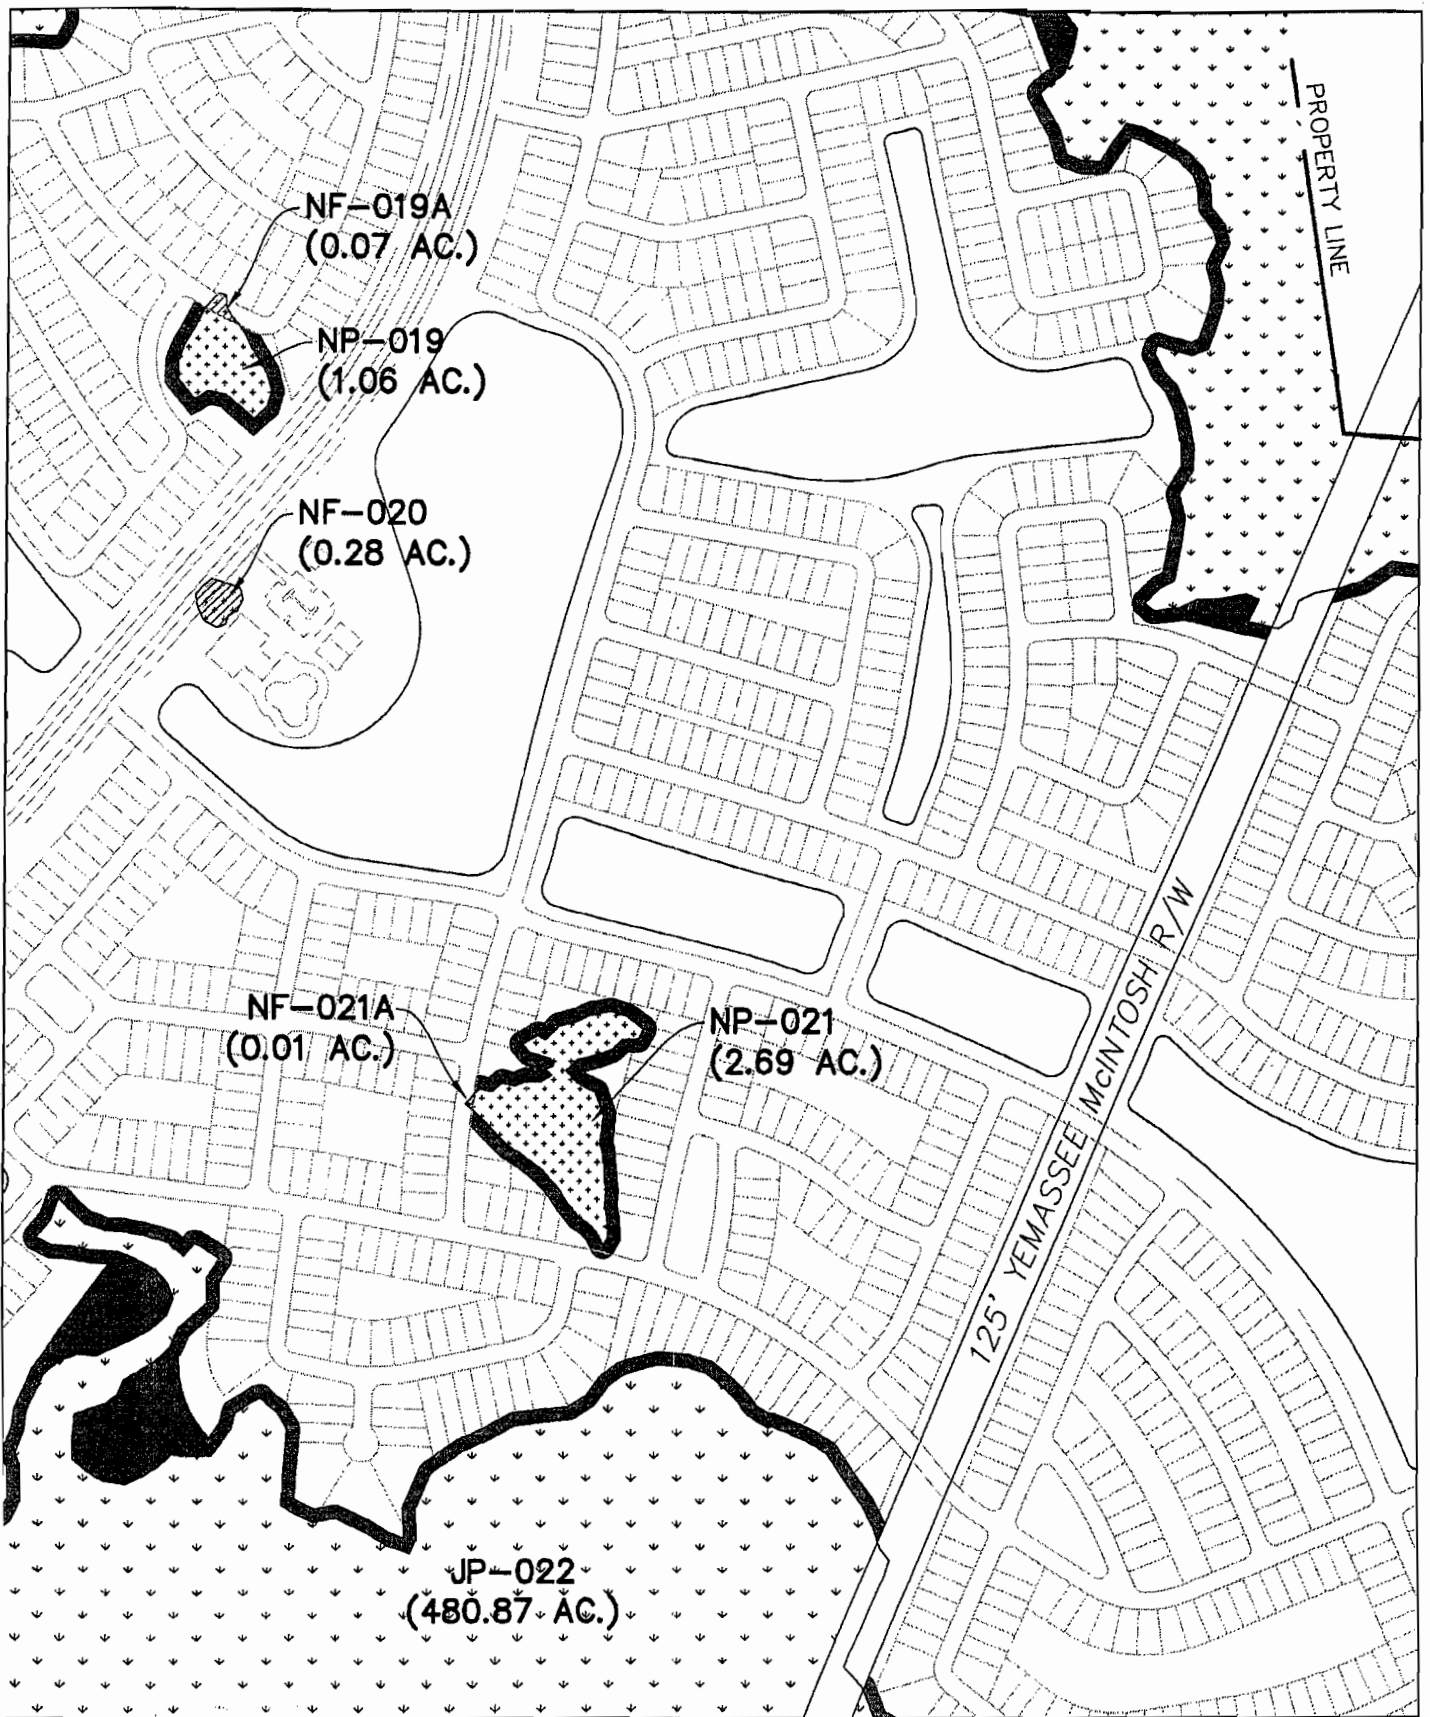 PROPERTY LINE
NF-019A
(0.07 AC.)
NP-019
(1.06 AC.)
NF-020
(0.28 AC.)
NF-021A
(0.01 AC.)
NP-021
(2.69 AC.)
125' YEMASSEE McINTOSH R/W
JP-022
(480.87 AC.)